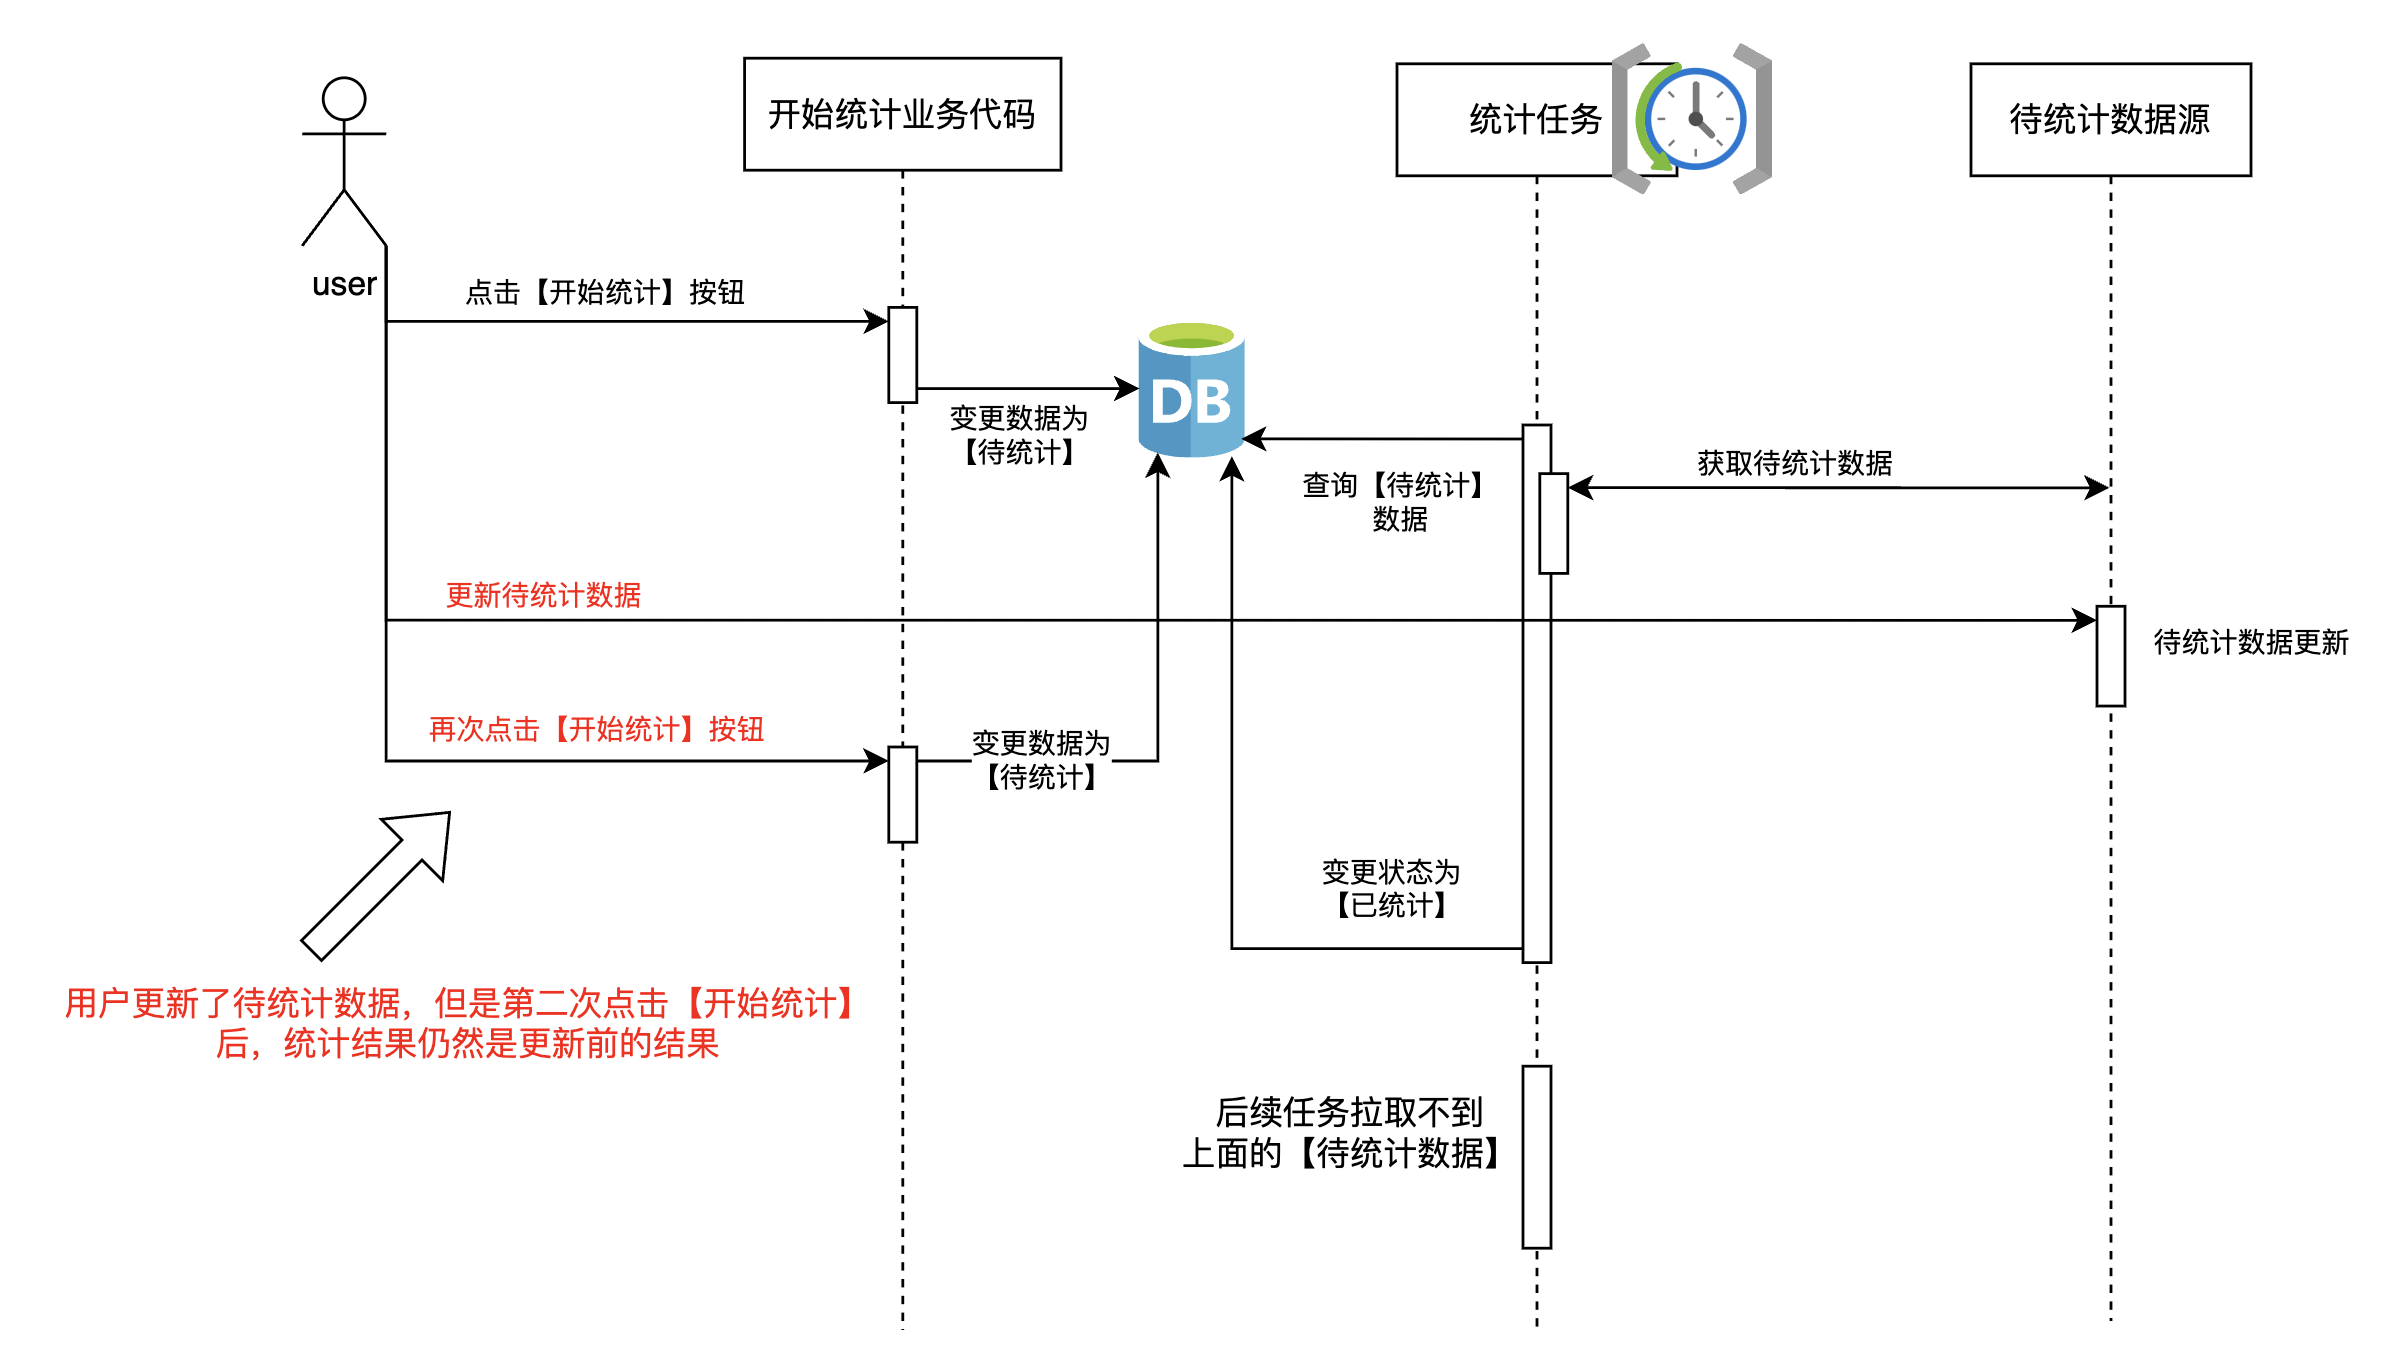 开始统计业务代码
统计任务
待统计数据源
user
点击【开始统计】按钮
DB
变更数据为
【待统计】
查询【待统计】
数据
获取待统计数据
更新待统计数据
待统计数据更新
再次点击【开始统计】按钮
变更数据为
【待统计】
变更状态为
【已统计】
用户更新了待统计数据，但是第二次点击【开始统计】
后，统计结果仍然是更新前的结果
后续任务拉取不到
上面的【待统计数据】